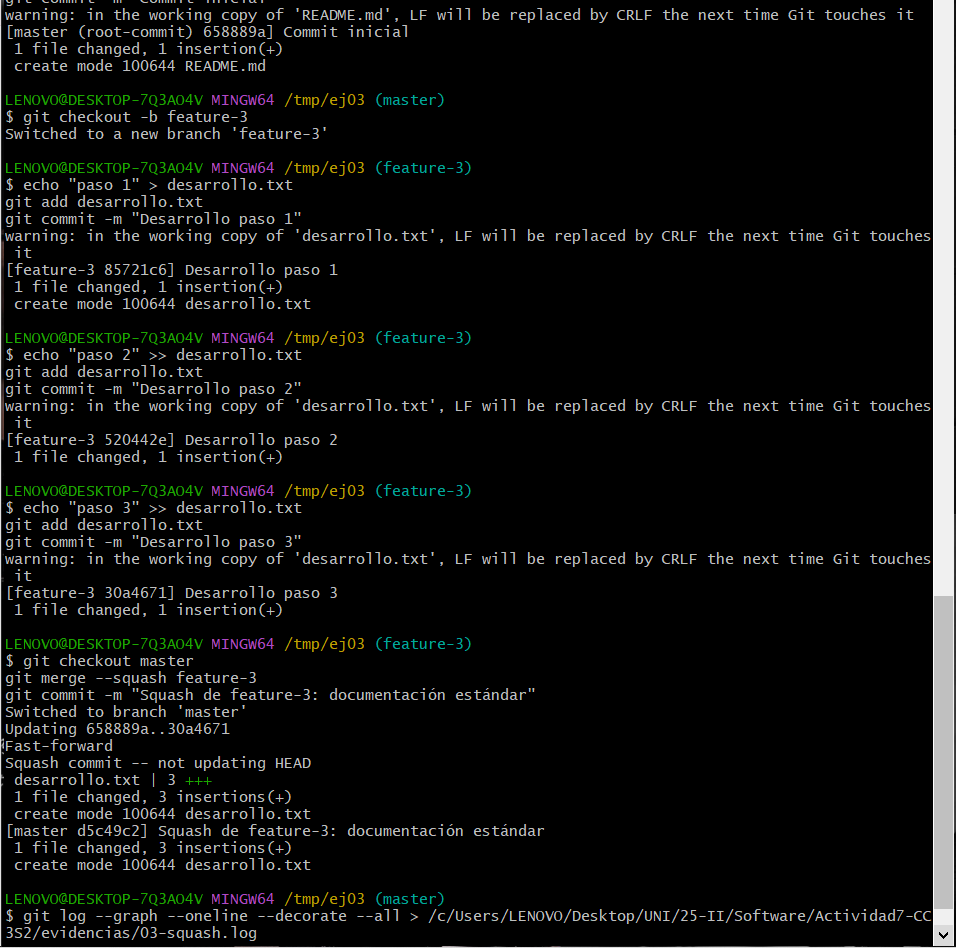 git commit -m "Commit inicial"
warning: in the working copy of 'README.md', LF will be replaced by CRLF the next time Git touches it
[master (root-commit) 658889a] Commit inicial
 1 file changed, 1 insertion(+)
 create mode 100644 README.md

LENOVO@DESKTOP-7Q3AO4V MINGW64 /tmp/ej03 (master)
$ git checkout -b feature-3
Switched to a new branch 'feature-3'

LENOVO@DESKTOP-7Q3AO4V MINGW64 /tmp/ej03 (feature-3)
$ echo "paso 1" > desarrollo.txt
git add desarrollo.txt
git commit -m "Desarrollo paso 1"
warning: in the working copy of 'desarrollo.txt', LF will be replaced by CRLF the next time Git touches
 it
[feature-3 85721c6] Desarrollo paso 1
 1 file changed, 1 insertion(+)
 create mode 100644 desarrollo.txt

LENOVO@DESKTOP-7Q3AO4V MINGW64 /tmp/ej03 (feature-3)
$ echo "paso 2" >> desarrollo.txt
git add desarrollo.txt
git commit -m "Desarrollo paso 2"
warning: in the working copy of 'desarrollo.txt', LF will be replaced by CRLF the next time Git touches
 it
[feature-3 520442e] Desarrollo paso 2
 1 file changed, 1 insertion(+)

LENOVO@DESKTOP-7Q3AO4V MINGW64 /tmp/ej03 (feature-3)
$ echo "paso 3" >> desarrollo.txt
git add desarrollo.txt
git commit -m "Desarrollo paso 3"
warning: in the working copy of 'desarrollo.txt', LF will be replaced by CRLF the next time Git touches
 it
[feature-3 30a4671] Desarrollo paso 3
 1 file changed, 1 insertion(+)

LENOVO@DESKTOP-7Q3AO4V MINGW64 /tmp/ej03 (feature-3)
$ git checkout master
git merge --squash feature-3
git commit -m "Squash de feature-3: documentación estándar"
Switched to branch 'master'
Updating 658889a..30a4671
Fast-forward
Squash commit -- not updating HEAD
 desarrollo.txt | 3 +++
 1 file changed, 3 insertions(+)
 create mode 100644 desarrollo.txt
[master d5c49c2] Squash de feature-3: documentación estándar
 1 file changed, 3 insertions(+)
 create mode 100644 desarrollo.txt

LENOVO@DESKTOP-7Q3AO4V MINGW64 /tmp/ej03 (master)
$ git log --graph --oneline --decorate --all > /c/Users/LENOVO/Desktop/UNI/25-II/Software/Actividad7-CC
3S2/evidencias/03-squash.log